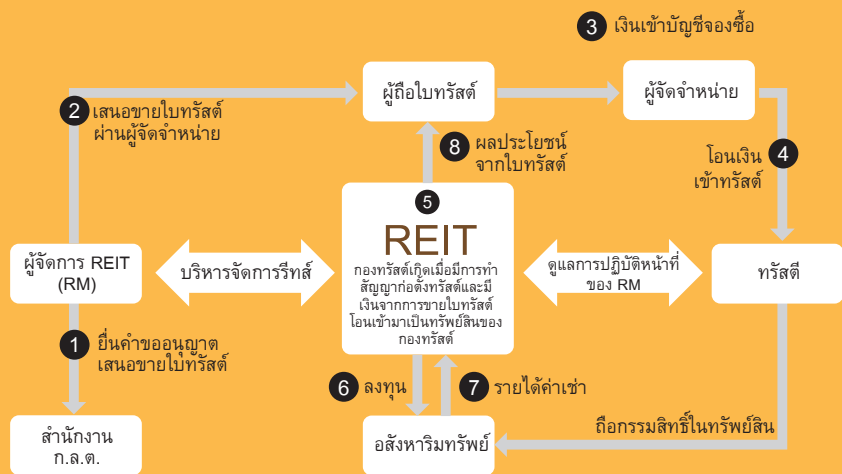 3 เงินเข้าบัญชีจองซื้อ
ผู้ถือใบทรัสต์
ผู้จัดจำหน่าย
2 เสนอขายใบทรัสต์
ผ่านผู้จัดจำหน่าย
8 ผลประโยชน์
จากใบทรัสต์
โอนเงิน 4
เข้าทรัสต์
5
REIT
กองทรัสต์เกิดเมื่อมีการทำ
สัญญาก่อตั้งทรัสต์และมี
เงินจากการขายใบทรัสต์
โอนเข้ามาเป็นทรัพย์สินของ
กองทรัสต์
ผู้จัดการ REIT
(RM)
บริหารจัดการรีทส์
ดูแลการปฏิบัติหน้าที่
ของ RM
ทรัสตี
1 ยื่นคำขออนุญาต
เสนอขายใบทรัสต์
6 ลงทุน
7 รายได้ค่าเช่า
ถือกรรมสิทธิ์ในทรัพย์สิน
สำนักงาน
ก.ล.ต.
อสังหาริมทรัพย์